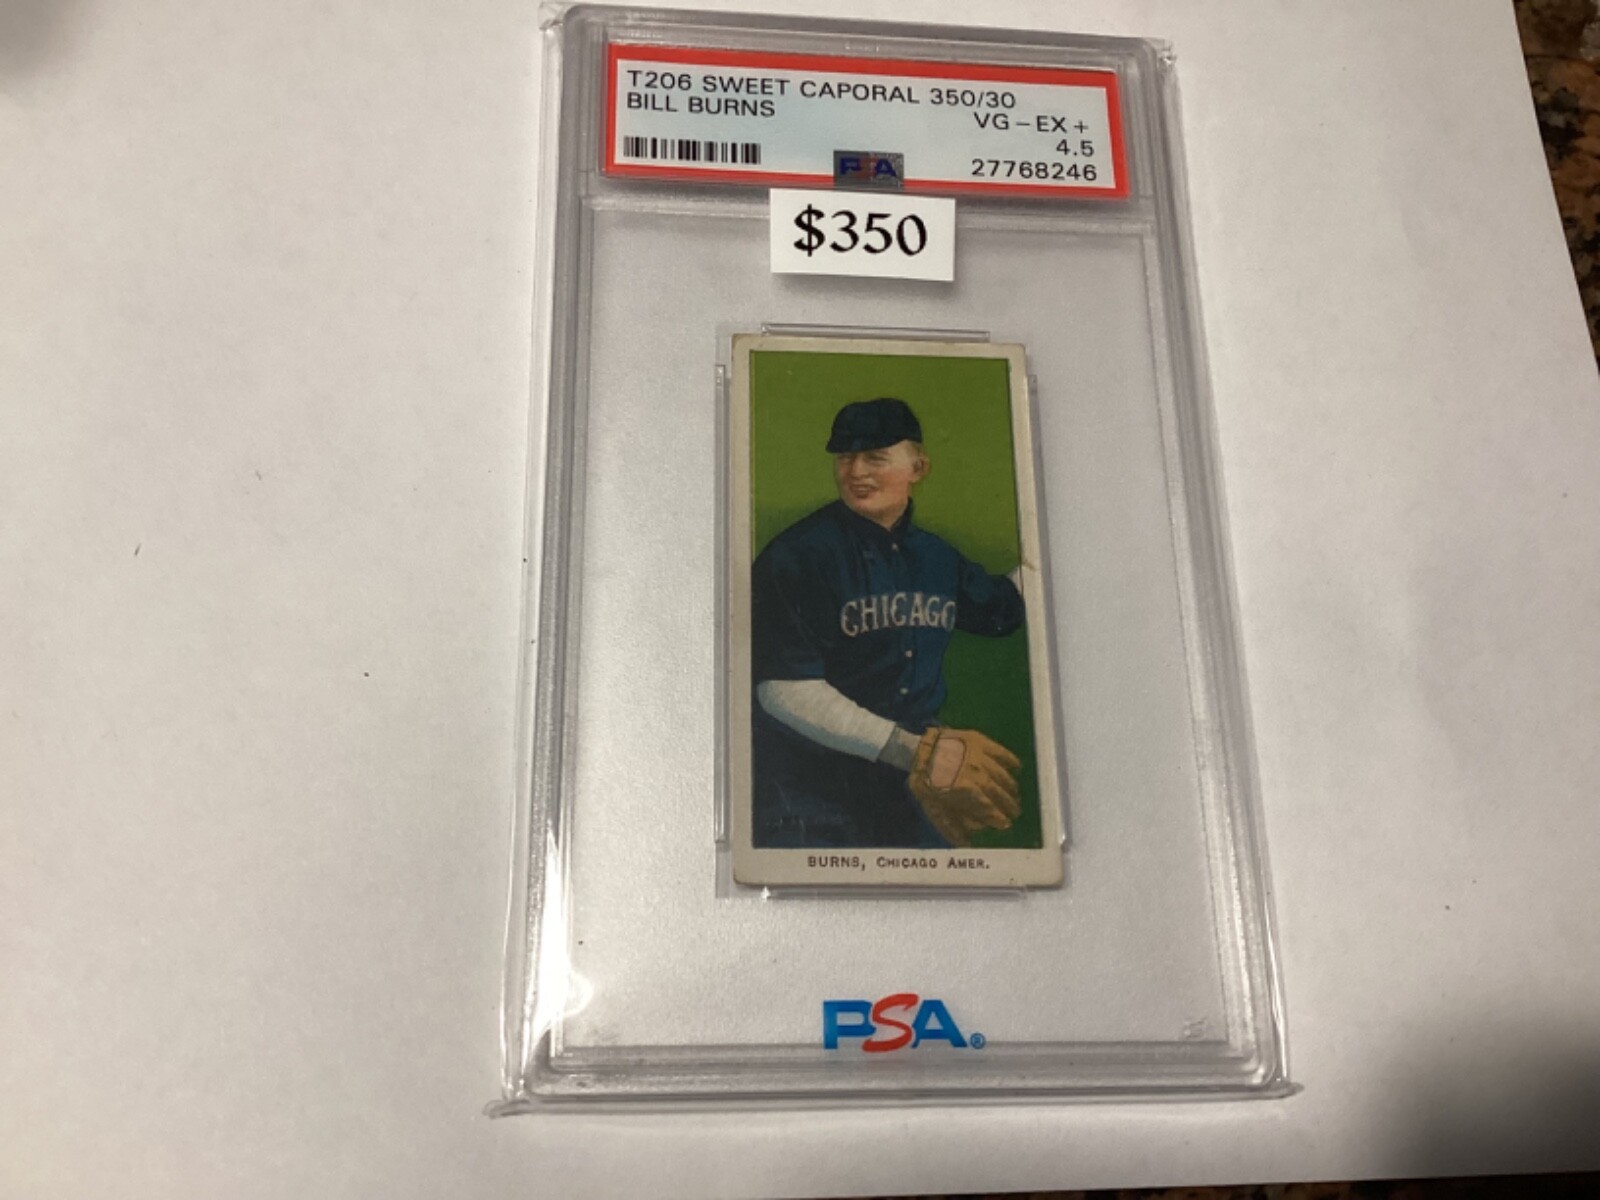 T206 SWEET CAPORAL 350/30
BILL BURNS
VG-EX+
4.5
PSA
27768246
$350
CHICAGO
BURNS, CHICAGO AMER.
PSA®